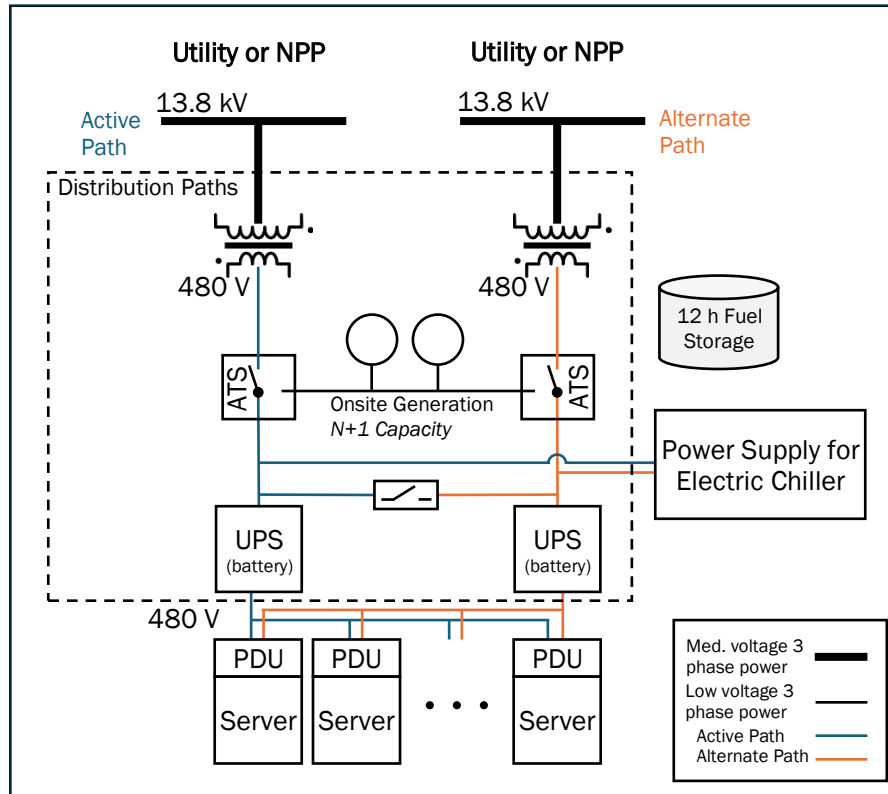 Utility or NPP
Utility or NPP
13.8 kV
13.8 kV
Active
Path
Alternate
Path
Distribution Paths
480 V
480 V
12 h Fuel
Storage
ATS
ATS
Onsite Generation
N+1 Capacity
Power Supply for
Electric Chiller
UPS
(battery)
UPS
(battery)
480 V
PDU
PDU
PDU
Server
Server
Server
Med. voltage 3
phase power
Low voltage 3
phase power
Active Path
Alternate Path